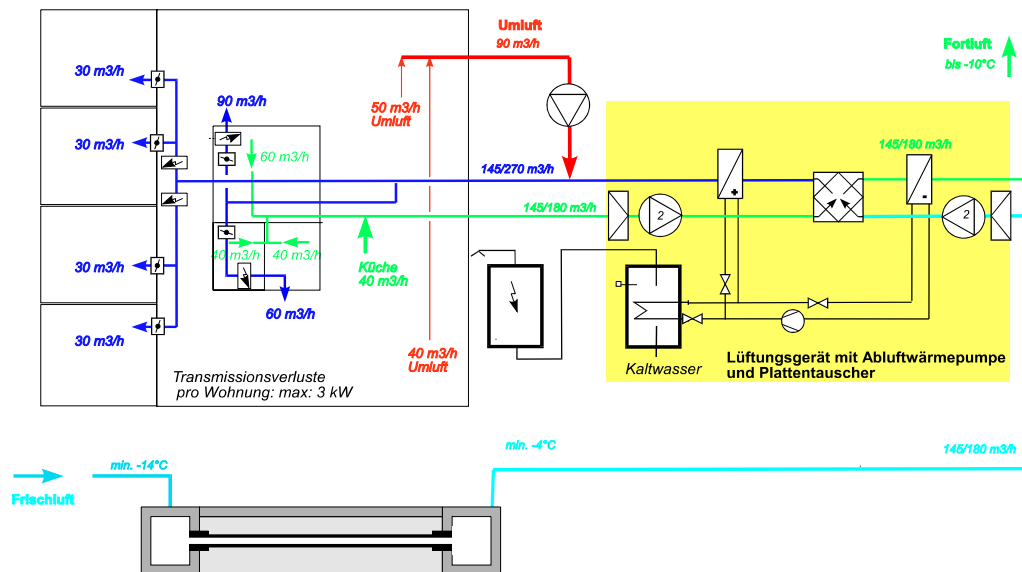 Umluft
90 m3/h
Fortluft
bis -10°C
30 m3/h
90 m3/h
50 m3/h
Umluft
30 m3/h
60 m3/h
145/270 m3/h
145/180 m3/h
+
-
145/180 m3/h
2
2
40 m3/h
40 m3/h
Küche
40 m3/h
30 m3/h
60 m3/h
30 m3/h
40 m3/h
Umluft
Kaltwasser
Lüftungsgerät mit Abluftwärmepumpe
und Plattentauscher
Transmissionsverluste
pro Wohnung: max: 3 kW
min. -14°C
min. -4°C
145/180 m3/h
Frischluft